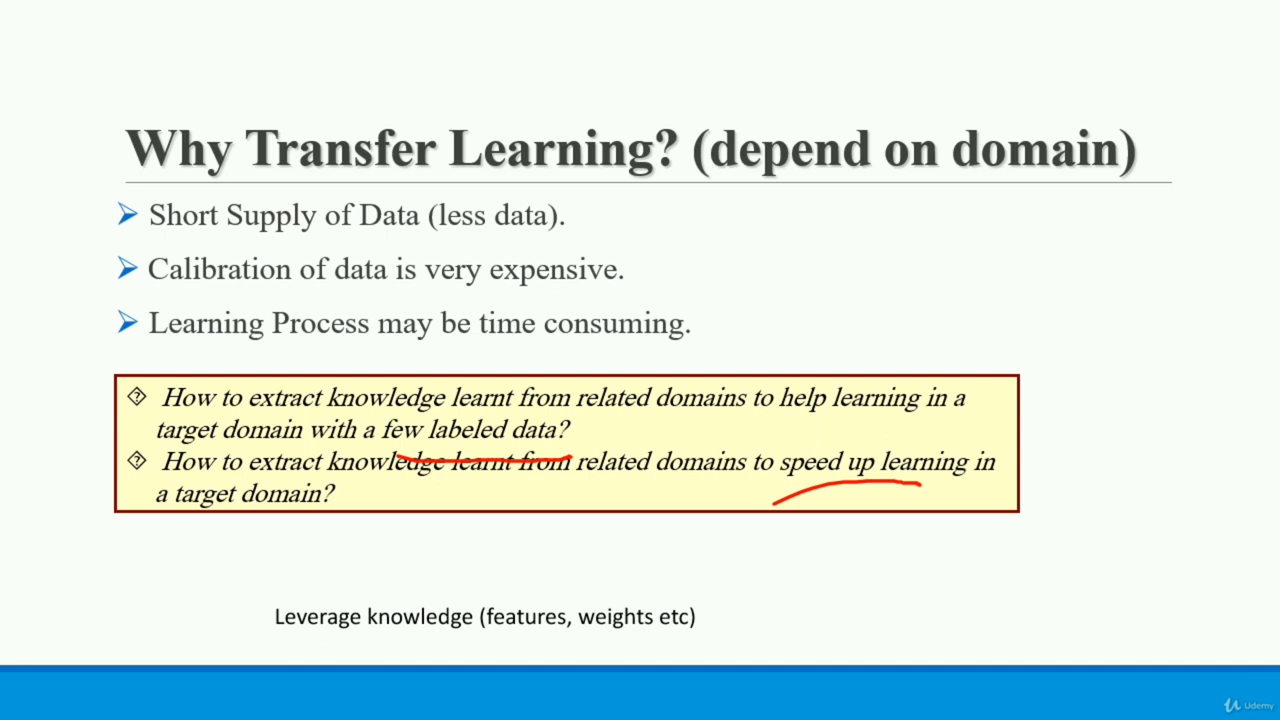 Why Transfer Learning? (depend on domain)
Short Supply of Data (less data).
Calibration of data is very expensive.
Learning Process may be time consuming.
How to extract knowledge learnt from related domains to help learning in a
target domain with a few labeled data?
How to extract knowledge learnt from related domains to speed up learning in
a target domain?
Leverage knowledge (features, weights etc)
Udemy